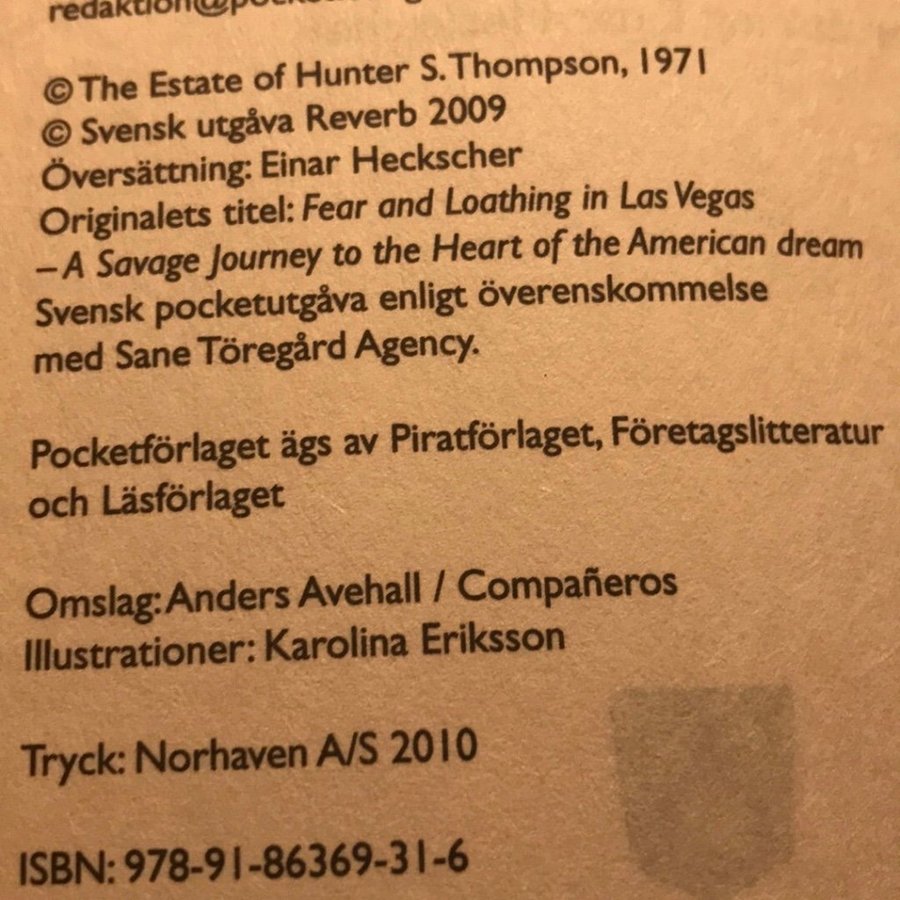 © The Estate of Hunter S. Thompson, 1971
© Svensk utgåva Reverb 2009
Översättning: Einar Heckscher
Originalets titel: Fear and Loathing in Las Vegas
– A Savage Journey to the Heart of the American dream
Svensk pocketutgåva enligt överenskommelse
med Sane Töregård Agency.
Pocketförlaget ägs av Piratförlaget, Företagslitteratur
och Läsförlaget
Omslag: Anders Avehall / Compañeros
Illustrationer: Karolina Eriksson
Tryck: Norhaven A/S 2010
ISBN: 978-91-86369-31-6